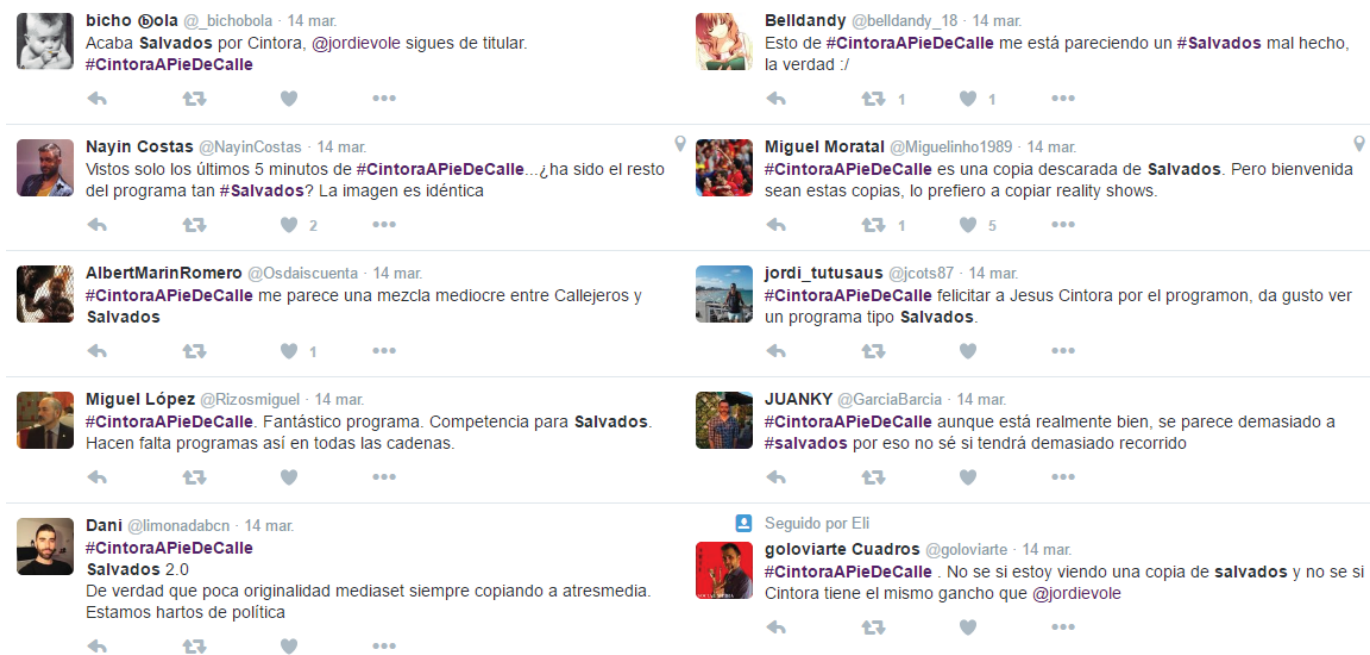 bicho ⓑola @_bichobola · 14 mar.
Acaba Salvados por Cintora, @jordievole sigues de titular.
#CintoraAPieDeCalle
Nayin Costas @NayinCostas · 14 mar.
Vistos solo los últimos 5 minutos de #CintoraAPieDeCalle...¿ha sido el resto
del programa tan #Salvados? La imagen es idéntica
2
AlbertMarinRomero @Osdaiscuenta · 14 mar.
#CintoraAPieDeCalle me parece una mezcla mediocre entre Callejeros y
Salvados
1
Miguel López @Rizosmiguel · 14 mar.
#CintoraAPieDeCalle. Fantástico programa. Competencia para Salvados.
Hacen falta programas así en todas las cadenas.
Dani @limonadabcn · 14 mar.
#CintoraAPieDeCalle
Salvados 2.0
De verdad que poca originalidad mediaset siempre copiando a atresmedia.
Estamos hartos de política
Belldandy @belldandy_18 · 14 mar.
Esto de #CintoraAPieDeCalle me está pareciendo un #Salvados mal hecho,
la verdad :/
1 1
Miguel Moratal @Miguelinho1989 · 14 mar.
#CintoraAPieDeCalle es una copia descarada de Salvados. Pero bienvenida
sean estas copias, lo prefiero a copiar reality shows.
1 5
jordi_tutusaus @jcots87 · 14 mar.
#CintoraAPieDeCalle felicitar a Jesus Cintora por el programon, da gusto ver
un programa tipo Salvados.
JUANKY @GarciaBarcia · 14 mar.
#CintoraAPieDeCalle aunque está realmente bien, se parece demasiado a
#salvados por eso no sé si tendrá demasiado recorrido
Seguido por Eli
goloviarte Cuadros @goloviarte · 14 mar.
#CintoraAPieDeCalle . No se si estoy viendo una copia de salvados y no se si
Cintora tiene el mismo gancho que @jordievole